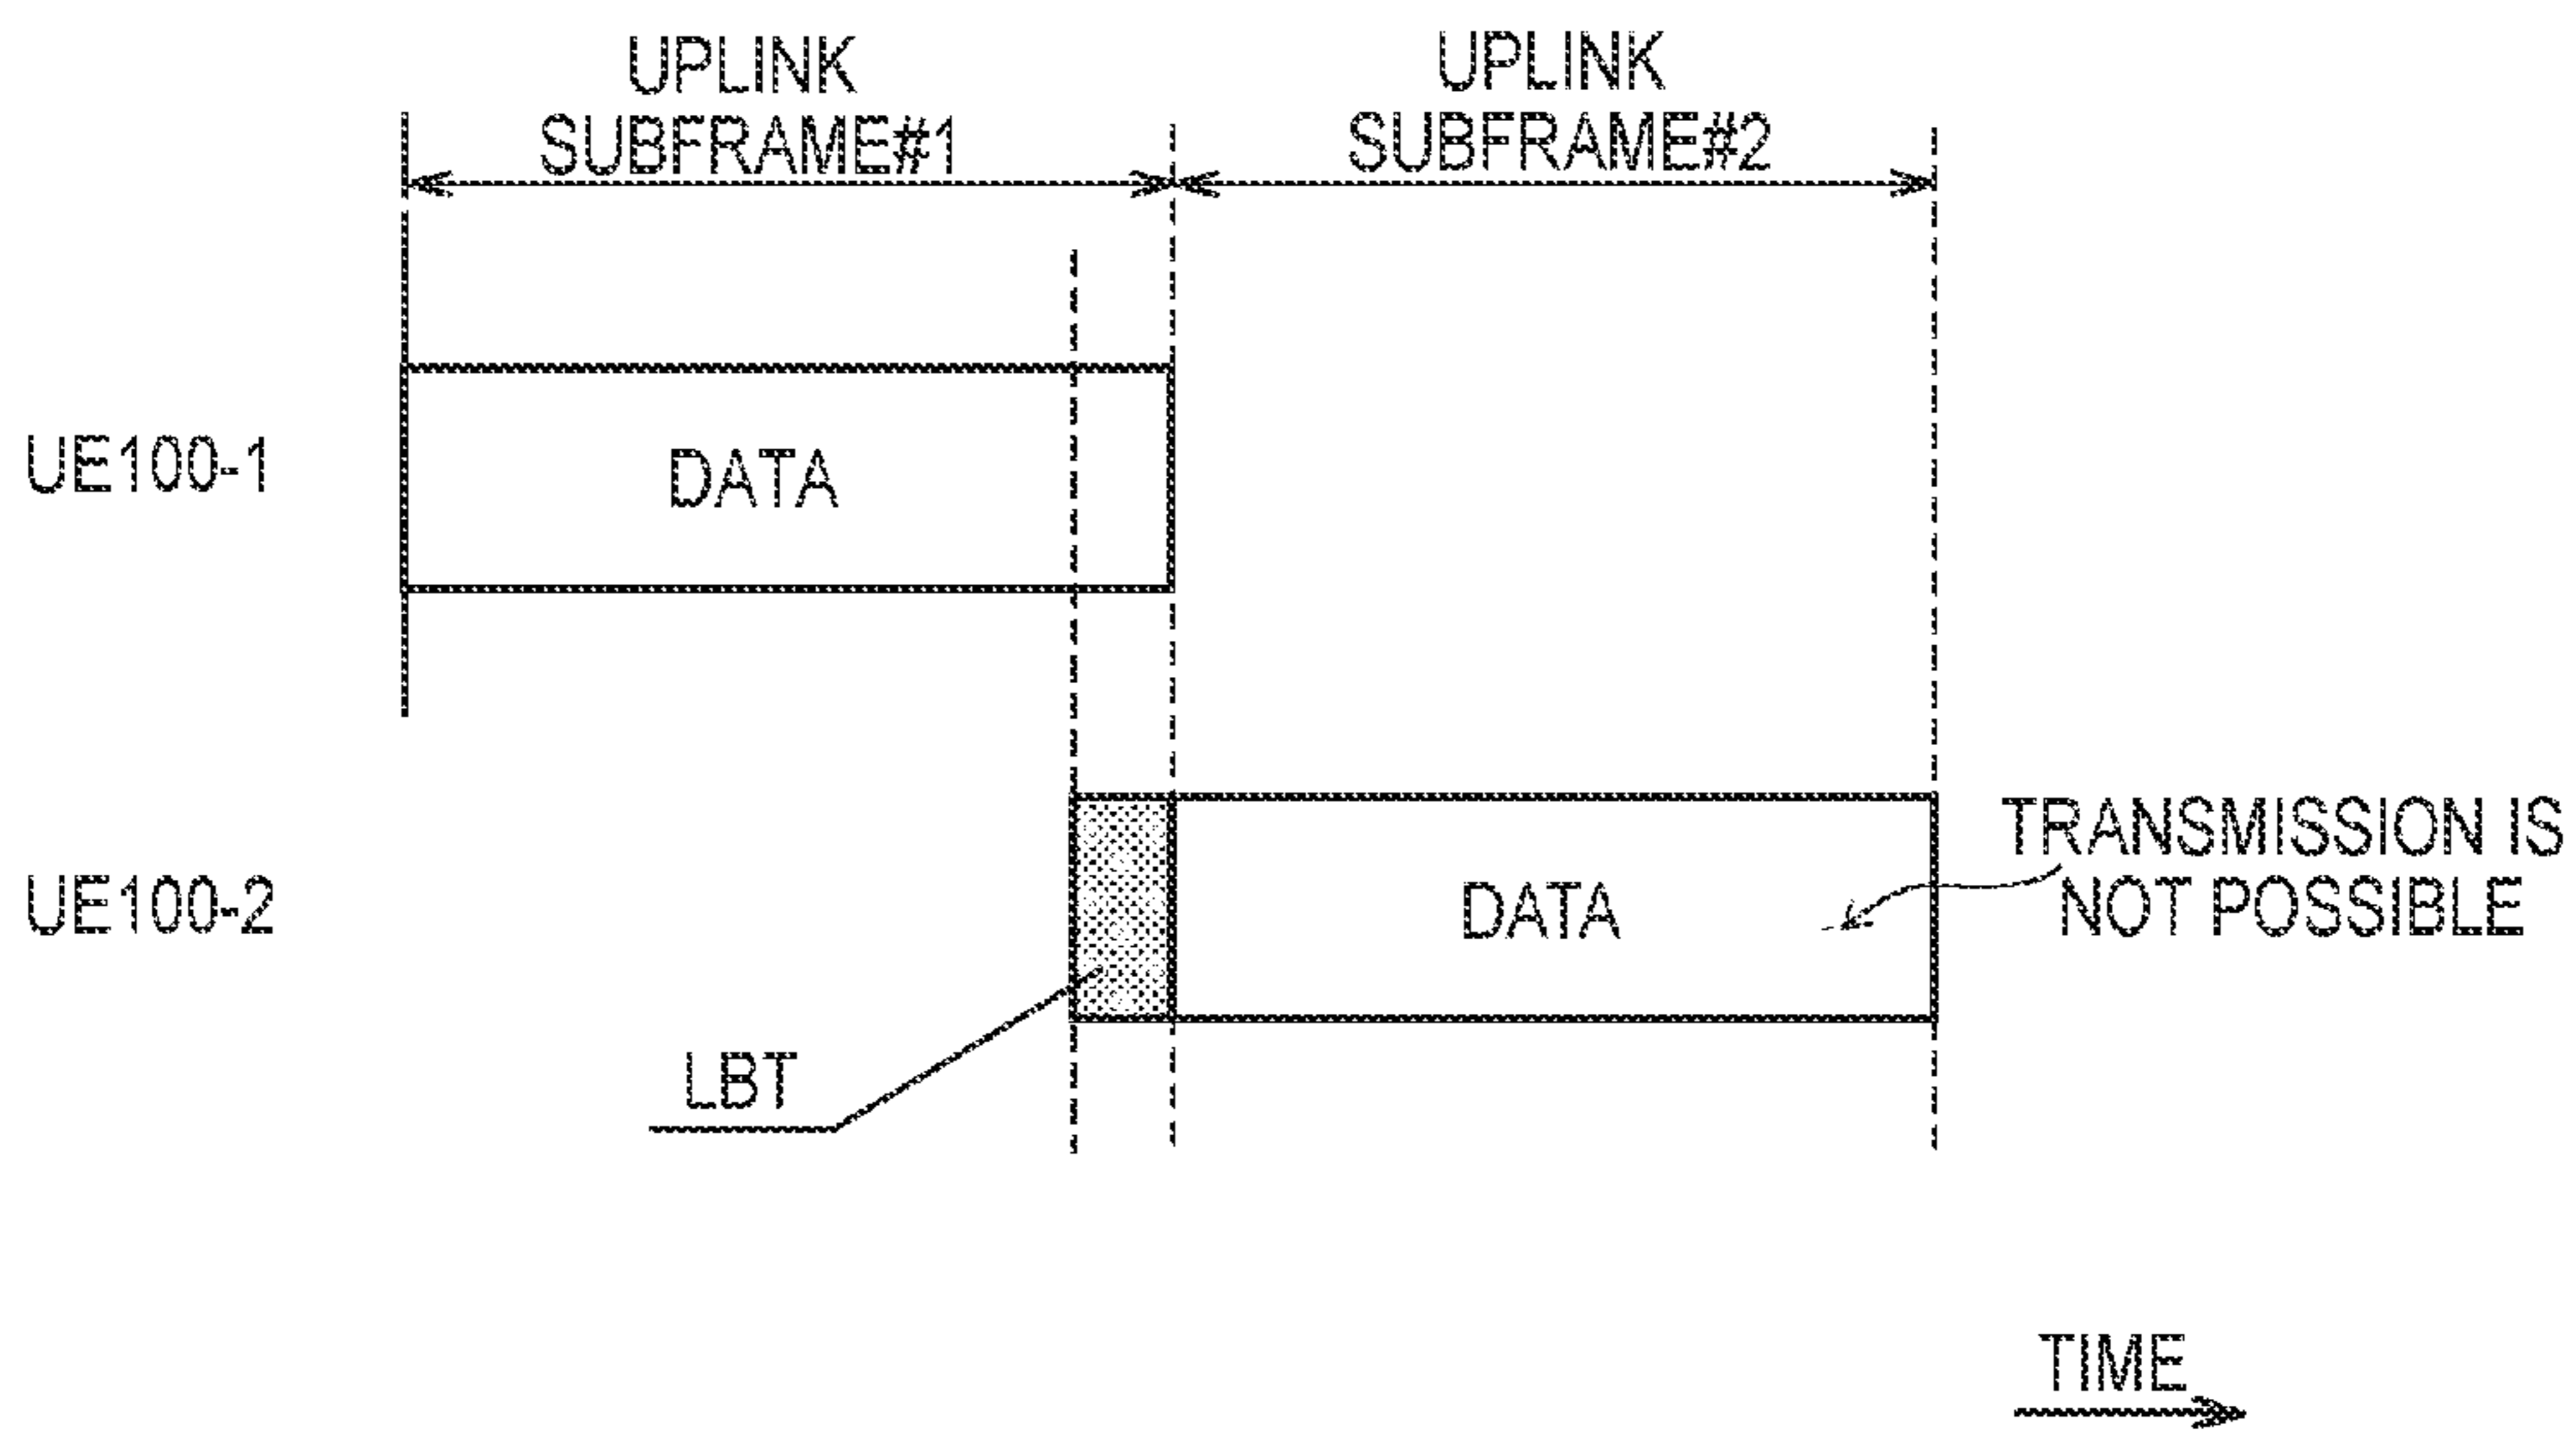 UPLINK
SUBFRAME#1
UPLINK
SUBFRAME#2
UE100-1
DATA
UE100-2
DATA
TRANSMISSION IS
NOT POSSIBLE
LBT
TIME